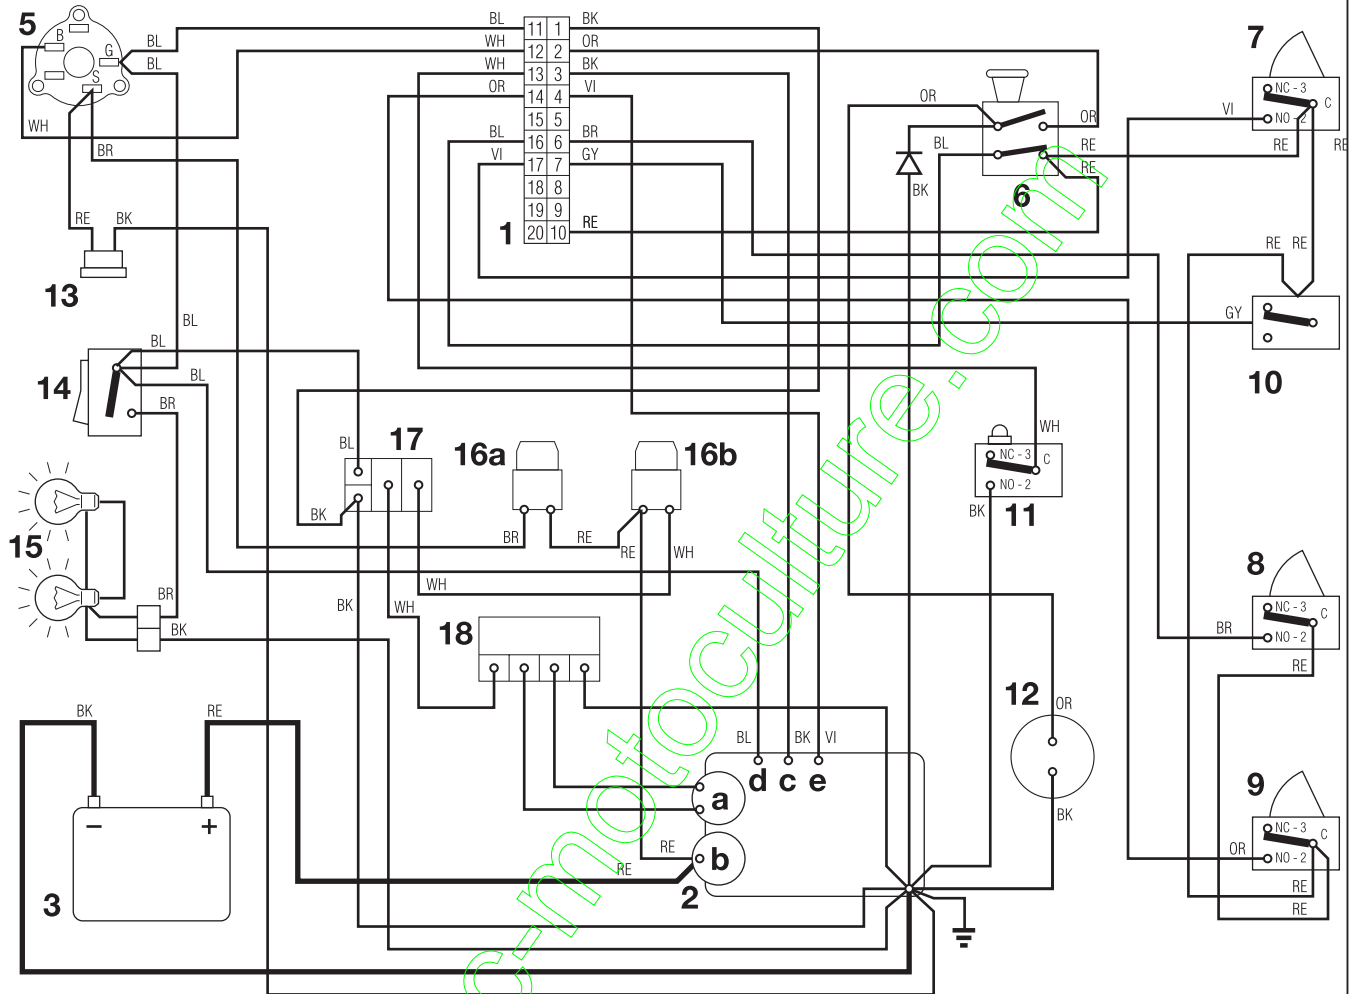 5
B
G
S
BL
BL
WH
BR
RE
BK
13
BL
WH
WH
OR
BL
VI
11 1
12 2
13 3
14 4
15 5
16 6
17 7
18 8
19 9
20 10
1
BK
OR
BK
VI
BR
GY
RE
OR
BL
BK
OR
RE
RE
6
7
NC - 3
C
NO - 2
VI
RE
RE
RE RE
GY
10
BL
BL
BL
BR
14
15
BR
BK
BL
17
BK
16a
16b
BR
RE
RE
WH
WH
WH
BK
18
NC - 3
C
NO - 2
WH
BK
11
8
NC - 3
C
NO - 2
BR
RE
12
OR
BK
9
NC - 3
C
NO - 2
OR
RE
RE
BK
RE
3
− +
BL
BK
VI
d c e
a
b
RE
RE
2
c-motoculture.com